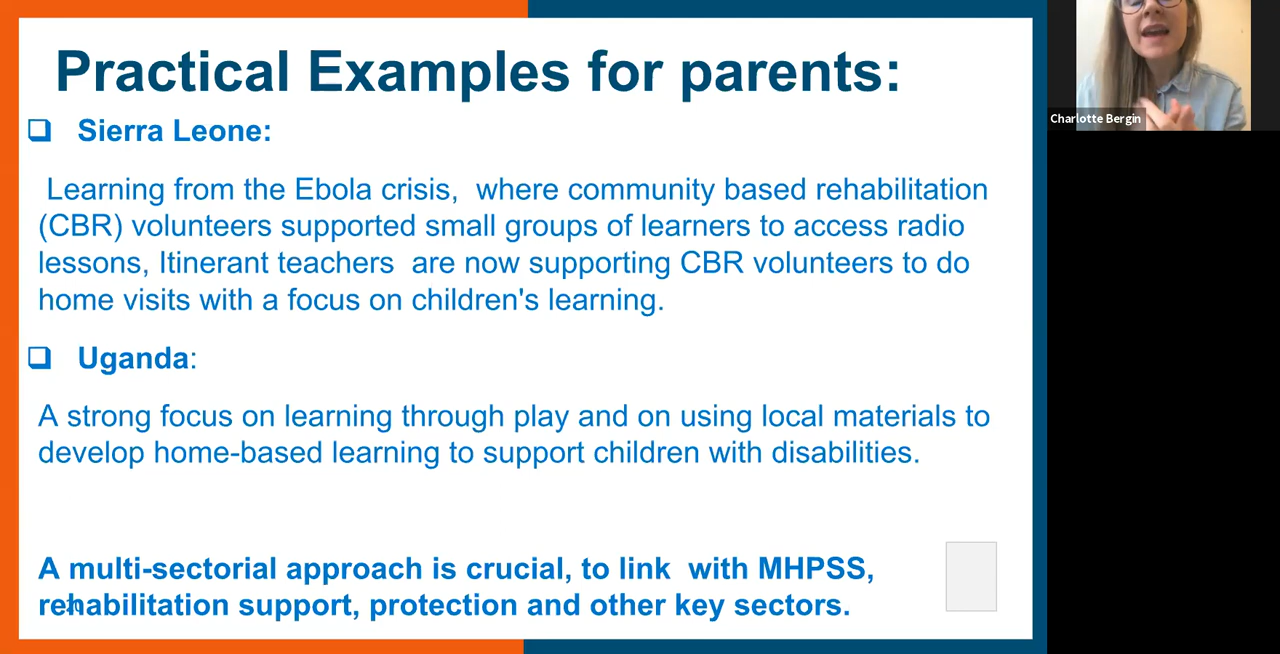 Practical Examples for parents:
Sierra Leone:
Learning from the Ebola crisis, where community based rehabilitation
(CBR) volunteers supported small groups of learners to access radio
lessons, Itinerant teachers are now supporting CBR volunteers to do
home visits with a focus on children's learning.
Uganda:
A strong focus on learning through play and on using local materials to
develop home-based learning to support children with disabilities.
A multi-sectorial approach is crucial, to link with MHPSS,
rehabilitation support, protection and other key sectors.
Charlotte Bergin